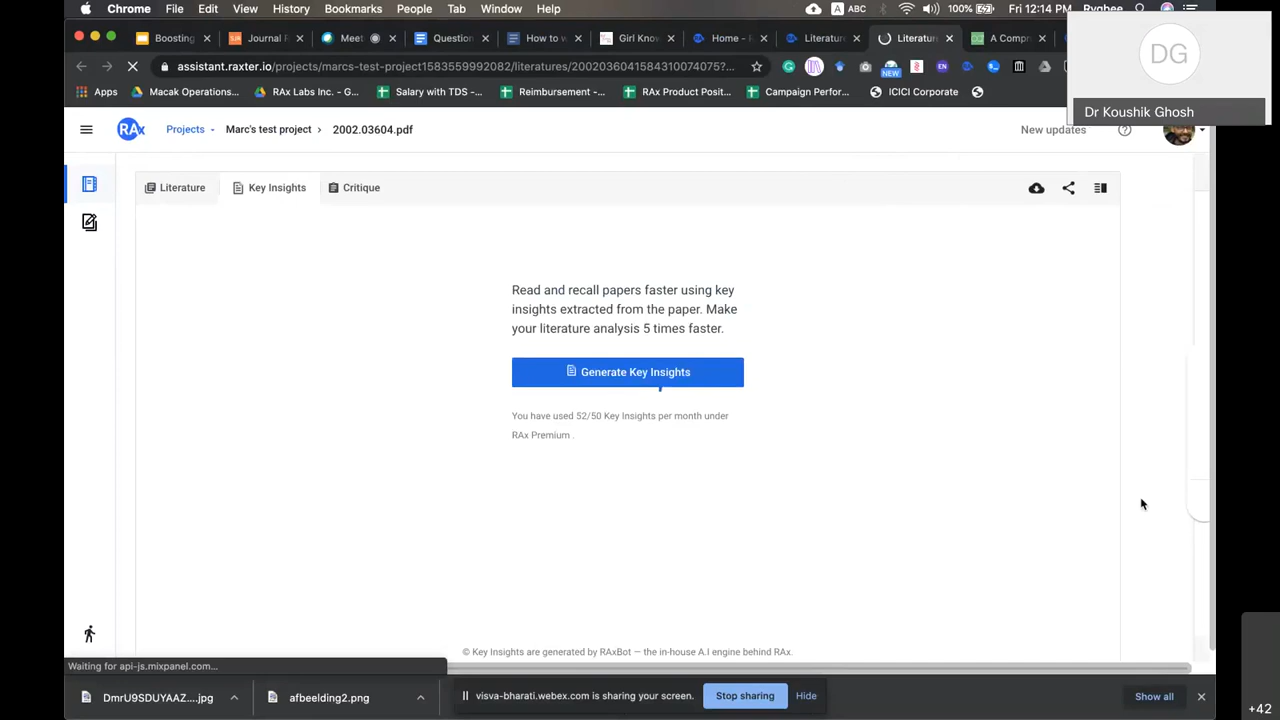 Chrome File Edit View History Bookmarks People Tab Window Help A ABC 100% Fri 12:14 PM
Boosting Journal R Meet Quest How to w Girl Kno Home - R Literatur Literatur A Compr
assistant.raxter.io/projects/marcs-test-project1583
NEW EN
Apps Macak Operations... RAx Labs Inc. - G... Salary with TDS-... Reimbursement -... RAx Product Posit... Campaign Perfor... ICICI Corporate
DG
Dr Koushik Ghosh
RAx Projects Marc's test project › 2002.03604.pdf New updates
Literature Key Insights Critique
Read and recall papers faster using key
insights extracted from the paper. Make
your literature analysis 5 times faster.
Generate Key Insights
You have used 52/50 Key Insights per month under
RAx Premium .
© Key Insights are generated by RAxBot — the in-house A.I engine behind RAx.
Waiting for api-js.mixpanel.com...
DmrU9SDUYAAZ....jpg afbeelding2.png visva-bharati.webex.com is sharing your screen. Stop sharing Hide Show all
+42